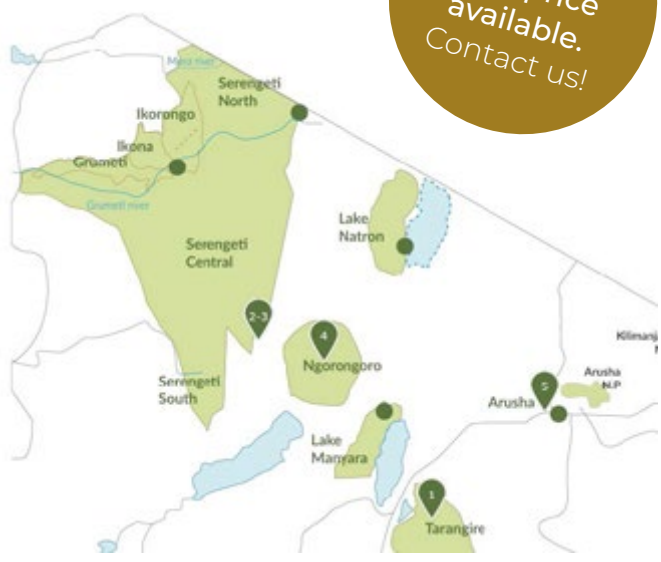 available.
Contact us!
Mara river
Serengeti
North
Ikorongo
Ikona
Grumeti
Grumeti river
Lake
Natron
Serengeti
Central
2-3
4
Ngorongoro
Serengeti
South
Arusha
N.P
5
Arusha
Lake
Manyara
1
Tarangire